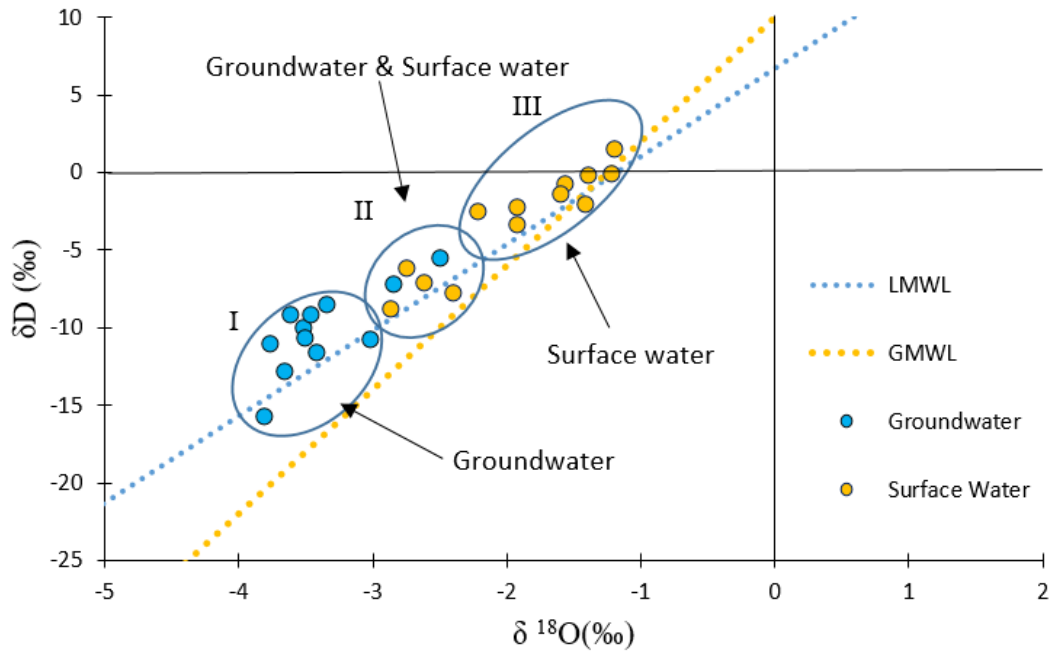 10
Groundwater & Surface water
III
5
0
II
-5
I
-10
-15
-20
-25
δD (‰)
LMWL
GMWL
Groundwater
Surface Water
Surface water
Groundwater
-5 -4 -3 -2 -1 0 1 2
δ ¹⁸O(‰)